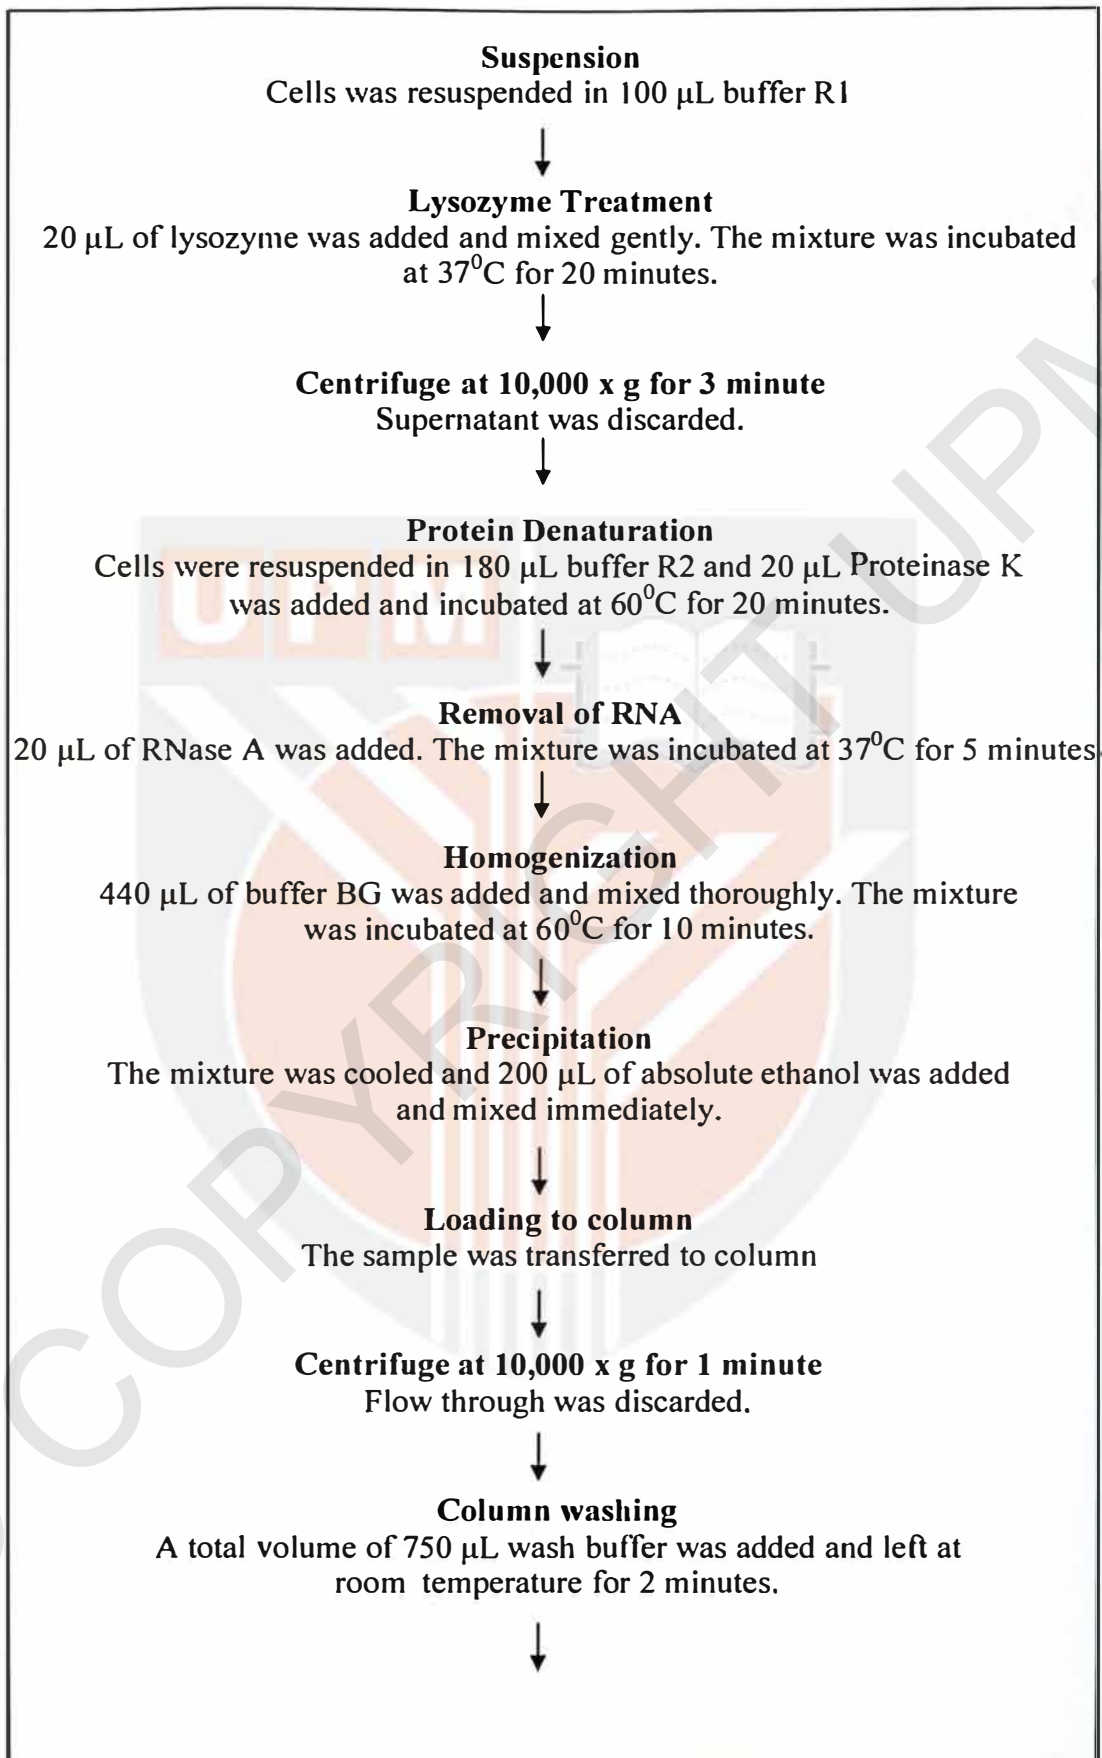 Suspension
Cells was resuspended in 100 µL buffer R1
Lysozyme Treatment
20 µL of lysozyme was added and mixed gently. The mixture was incubated
at 37⁰C for 20 minutes.
Centrifuge at 10,000 x g for 3 minute
Supernatant was discarded.
Protein Denaturation
Cells were resuspended in 180 µL buffer R2 and 20 µL Proteinase K
was added and incubated at 60⁰C for 20 minutes.
Removal of RNA
20 µL of RNase A was added. The mixture was incubated at 37⁰C for 5 minutes.
Homogenization
440 µL of buffer BG was added and mixed thoroughly. The mixture
was incubated at 60⁰C for 10 minutes.
Precipitation
The mixture was cooled and 200 µL of absolute ethanol was added
and mixed immediately.
Loading to column
The sample was transferred to column
Centrifuge at 10,000 x g for 1 minute
Flow through was discarded.
Column washing
A total volume of 750 µL wash buffer was added and left at
room temperature for 2 minutes.
UPM
COPYRIGHT UPM